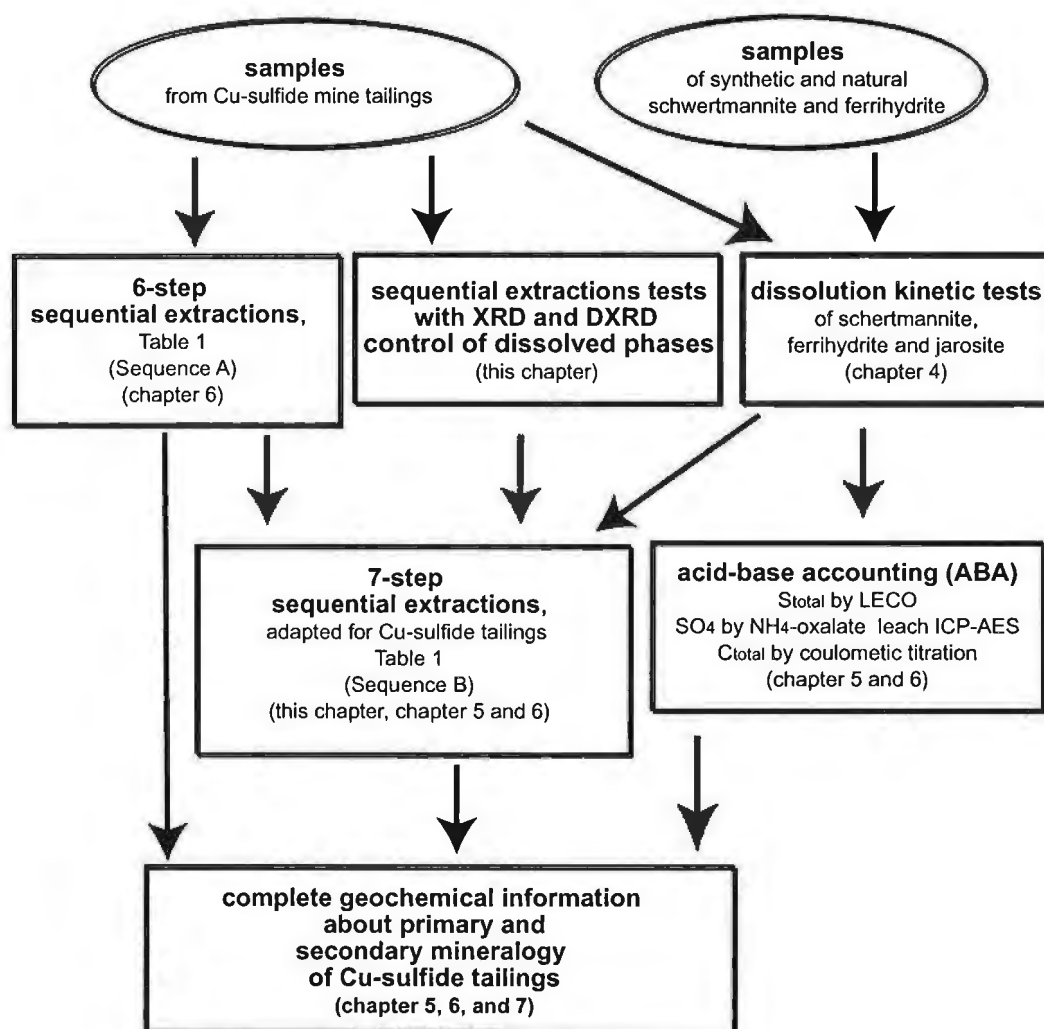 samples
from Cu-sulfide mine tailings
samples
of synthetic and natural
schwertmannite and ferrihydrite
6-step
sequential extractions,
Table 1
(Sequence A)
(chapter 6)
sequential extractions tests
with XRD and DXRD
control of dissolved phases
(this chapter)
dissolution kinetic tests
of schertmannite,
ferrihydrite and jarosite
(chapter 4)
7-step
sequential extractions,
adapted for Cu-sulfide tailings
Table 1
(Sequence B)
(this chapter, chapter 5 and 6)
acid-base accounting (ABA)
Stotal by LECO
SO4 by NH4-oxalate leach ICP-AES
Ctotal by coulometic titration
(chapter 5 and 6)
complete geochemical information
about primary and
secondary mineralogy
of Cu-sulfide tailings
(chapter 5, 6, and 7)